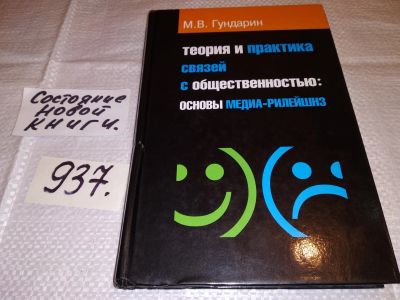 М.В. Гундарин
теория и практика
связей
с общественностью:
основы медиа-рилейшнз
Состояние
новой
книги.
937.